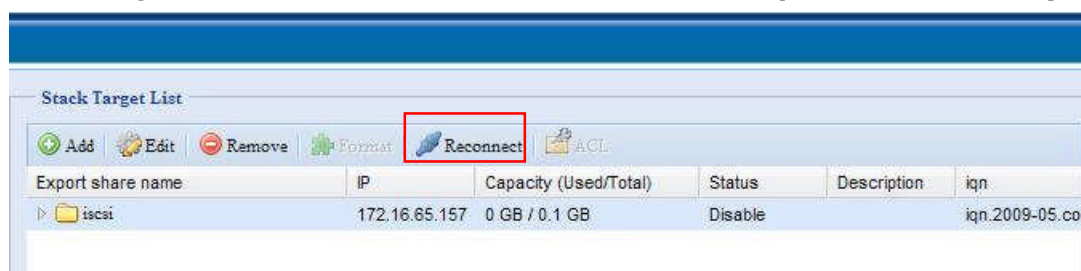 Stack Target List
Add Edit Remove Format Reconnect ACL
Export share name IP Capacity (Used/Total) Status Description iqn
iscsi 172.16.65.157 0 GB / 0.1 GB Disable iqn.2009-05.co